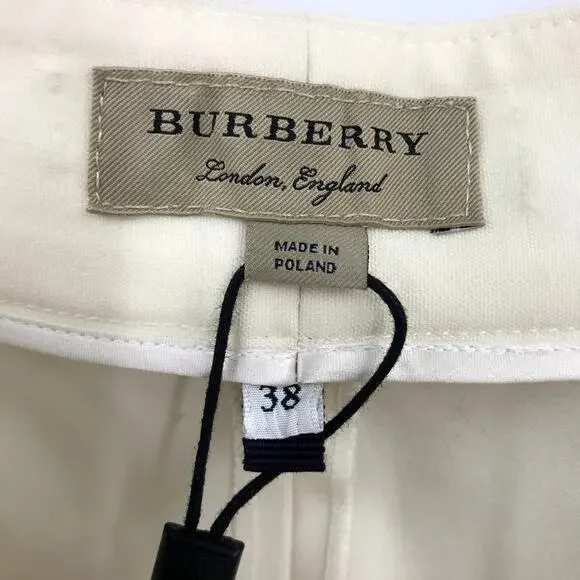 BURBERRY
London, England
MADE IN
POLAND
38